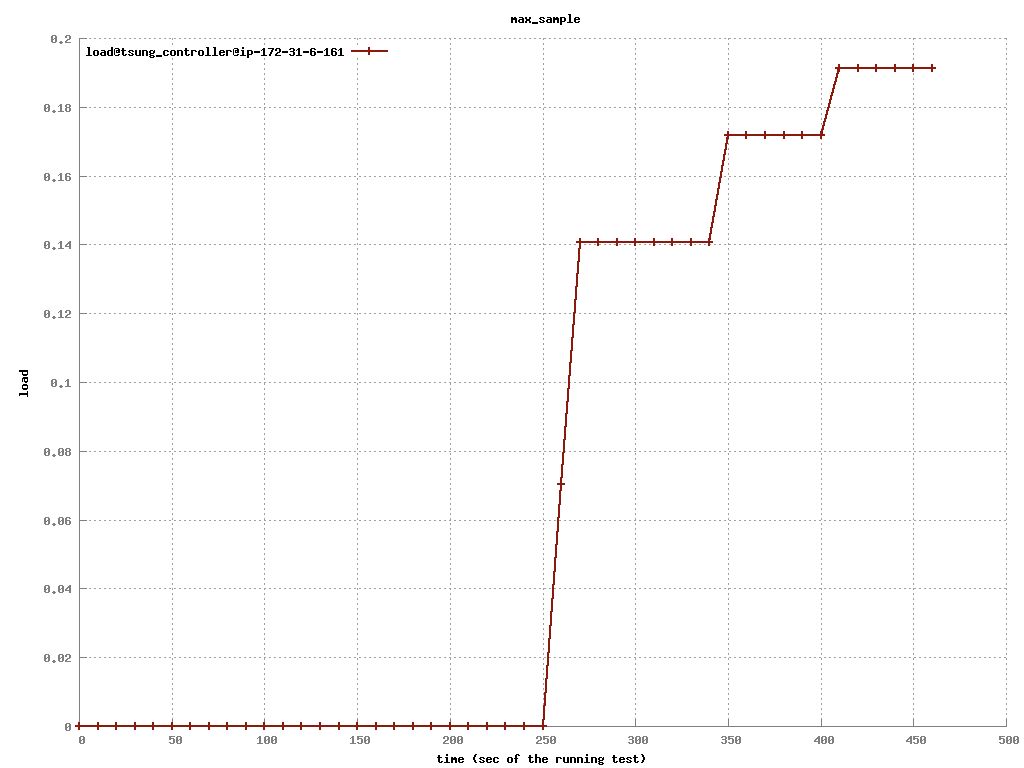 max_sample
load@tsung_controller@ip-172-31-6-161
0.2
0.18
0.16
0.14
0.12
0.1
0.08
0.06
0.04
0.02
0
load
0 50 100 150 200 250 300 350 400 450 500
time (sec of the running test)